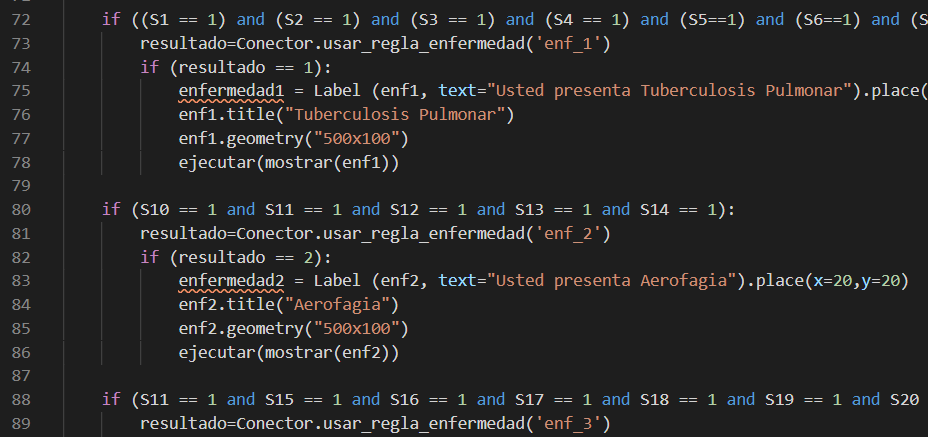 72 if ((S1 == 1) and (S2 == 1) and (S3 == 1) and (S4 == 1) and (S5==1) and (S6==1) and (S
73 resultado=Conector.usar_regla_enfermedad('enf_1')
74 if (resultado == 1):
75 enfermedad1 = Label (enf1, text="Usted presenta Tuberculosis Pulmonar").place(
76 enf1.title("Tuberculosis Pulmonar")
77 enf1.geometry("500x100")
78 ejecutar(mostrar(enf1))
79
80 if (S10 == 1 and S11 == 1 and S12 == 1 and S13 == 1 and S14 == 1):
81 resultado=Conector.usar_regla_enfermedad('enf_2')
82 if (resultado == 2):
83 enfermedad2 = Label (enf2, text="Usted presenta Aerofagia").place(x=20,y=20)
84 enf2.title("Aerofagia")
85 enf2.geometry("500x100")
86 ejecutar(mostrar(enf2))
87
88 if (S11 == 1 and S15 == 1 and S16 == 1 and S17 == 1 and S18 == 1 and S19 == 1 and S20
89 resultado=Conector.usar_regla_enfermedad('enf_3')